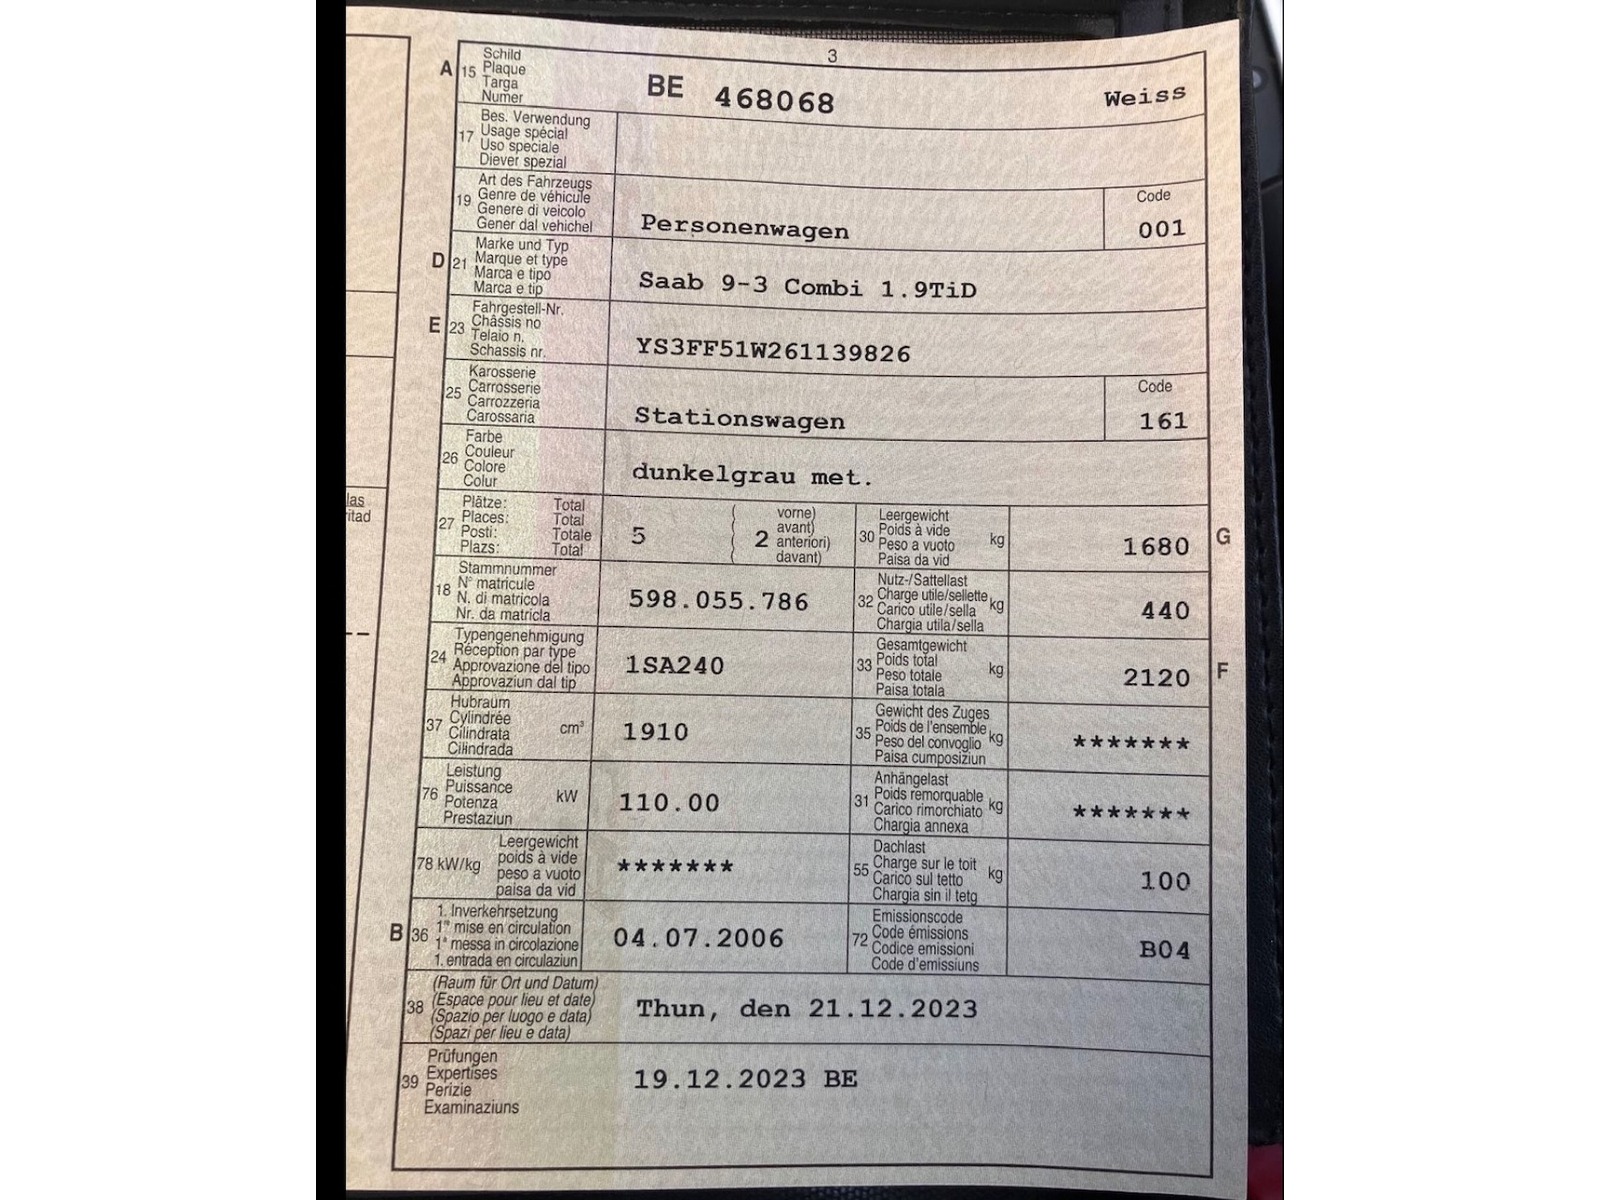 3
A 15 Schild
Plaque
Targa
Numer
BE 468068 Weiss
17 Bes. Verwendung
Usage spécial
Uso speciale
Diever spezial
19 Art des Fahrzeugs
Genre de véhicule
Genere di veicolo
Gener dal vehichel
Personenwagen
Code
001
D 21 Marke und Typ
Marque et type
Marca e tipo
Marca e tip
Saab 9-3 Combi 1.9TiD
E 23 Fahrgestell-Nr.
Châssis no
Telaio n.
Schassis nr.
YS3FF51W261139826
25 Karosserie
Carrosserie
Carrozzeria
Carossaria
Stationswagen
Code
161
26 Farbe
Couleur
Colore
Colur
dunkelgrau met.
las
ritad
27 Plätze: Total
Places: Total
Posti: Totale
Plazs: Total
5
( vorne)
( avant)
( 2 anteriori)
( davant)
30 Leergewicht
Poids à vide
Peso a vuoto
Paisa da vid
kg
1680
G
18 Stammnummer
N° matricule
N. di matricola
Nr. da matricla
598.055.786
32 Nutz-/Sattellast
Charge utile/sellette
Carico utile/sella
Chargia utila/sella
kg
440
24 Typengenehmigung
Réception par type
Approvazione del tipo
Approvaziun dal tip
1SA240
33 Gesamtgewicht
Poids total
Peso totale
Paisa totala
kg
2120
F
37 Hubraum
Cylindrée
Cilindrata
Cilindrada
cm³
1910
35 Gewicht des Zuges
Poids de l'ensemble
Peso del convoglio
Paisa cumposiziun
kg
*******
76 Leistung
Puissance
Potenza
Prestaziun
kW
110.00
31 Anhängelast
Poids remorquable
Carico rimorchiato
Chargia annexa
kg
*******
78 kW/kg
Leergewicht
poids à vide
peso a vuoto
paisa da vid
*******
55 Dachlast
Charge sur le toit
Carico sul tetto
Chargia sin il tetg
kg
100
B 36 1. Inverkehrsetzung
1re mise en circulation
1a messa in circolazione
1. entrada en circulaziun
04.07.2006
72 Emissionscode
Code émissions
Codice emissioni
Code d'emissiuns
B04
38 (Raum für Ort und Datum)
(Espace pour lieu et date)
(Spazio per luogo e data)
(Spazi per lieu e data)
Thun, den 21.12.2023
39 Prüfungen
Expertises
Perizie
Examinaziuns
19.12.2023 BE